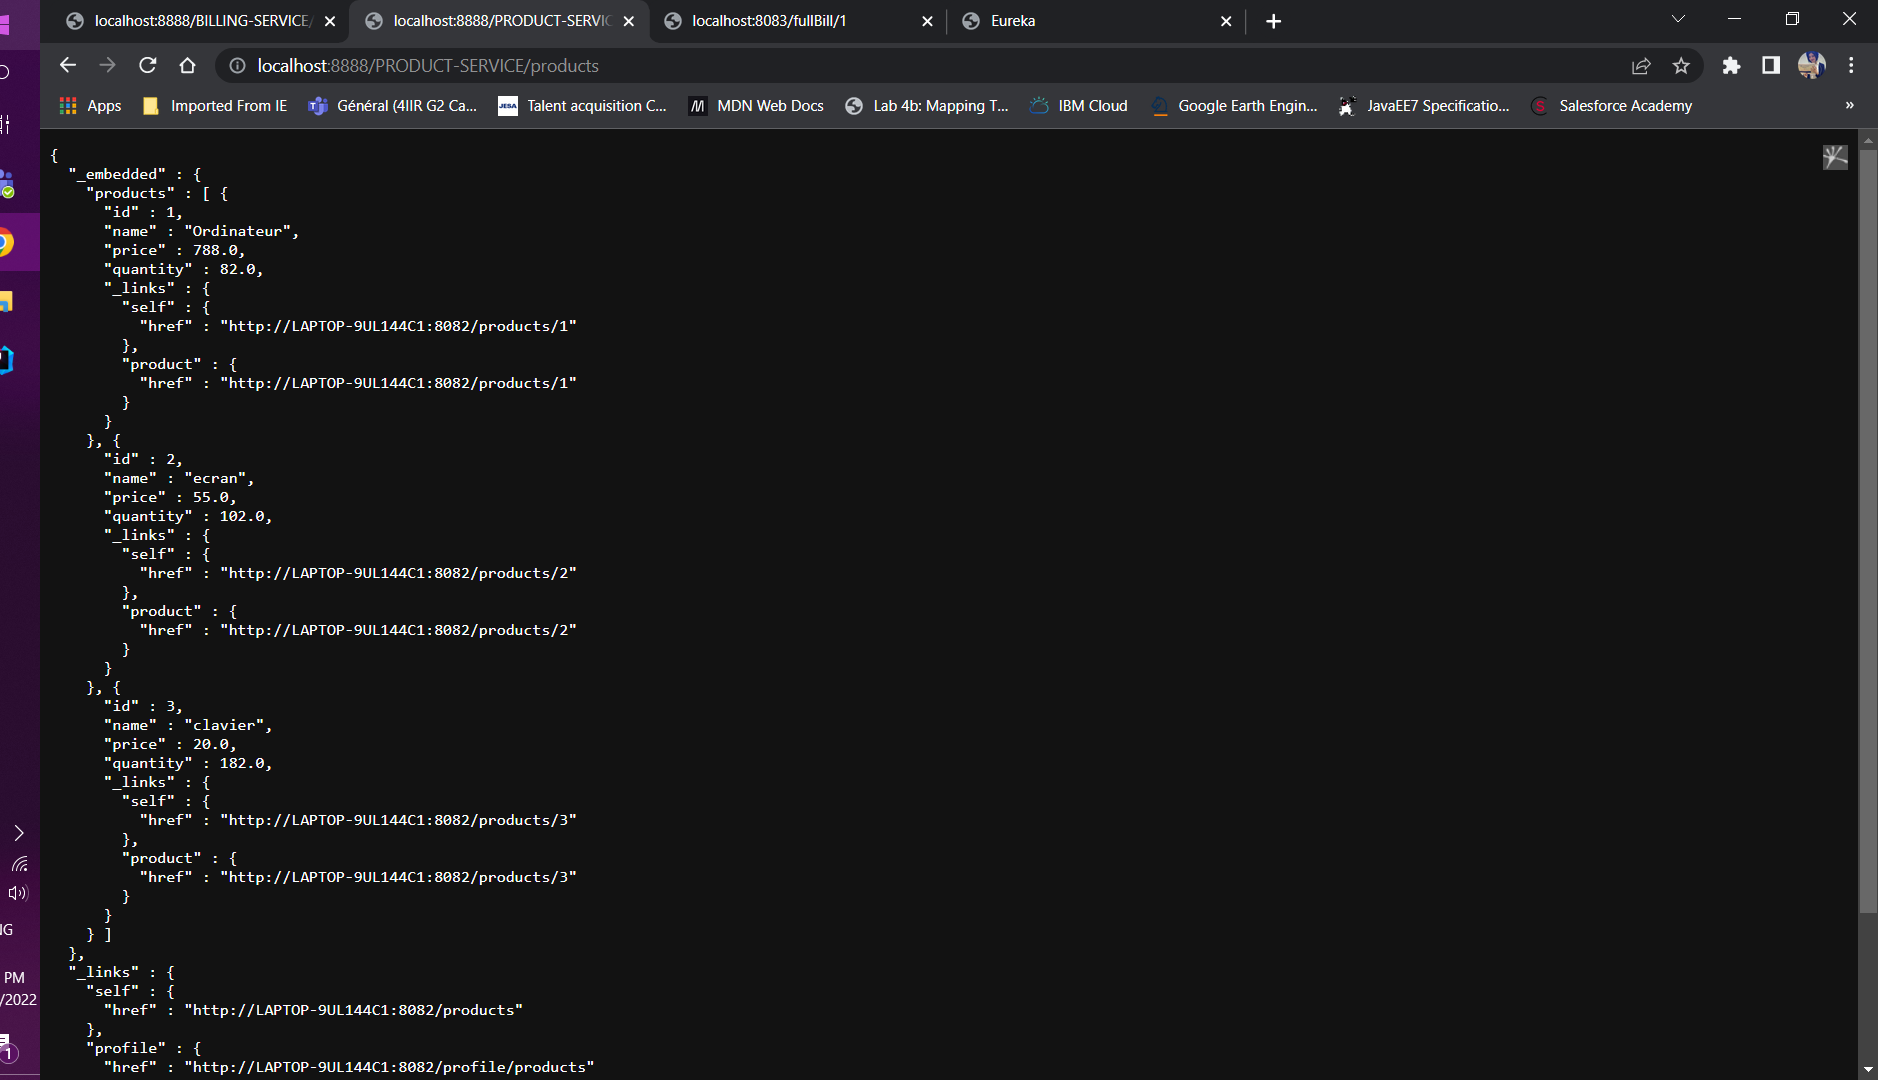 localhost:8888/BILLING-SERVICE/
localhost:8888/PRODUCT-SERVIC
localhost:8083/fullBill/1
Eureka
localhost:8888/PRODUCT-SERVICE/products
Apps
Imported From IE
Général (4IIR G2 Ca...
JESA
Talent acquisition C...
MDN Web Docs
Lab 4b: Mapping T...
IBM Cloud
Google Earth Engin...
JavaEE7 Specificatio...
S
Salesforce Academy
»
{
"_embedded" : {
"products" : [ {
"id" : 1,
"name" : "Ordinateur",
"price" : 788.0,
"quantity" : 82.0,
"_links" : {
"self" : {
"href" : "http://LAPTOP-9UL144C1:8082/products/1"
},
"product" : {
"href" : "http://LAPTOP-9UL144C1:8082/products/1"
}
}
}, {
"id" : 2,
"name" : "ecran",
"price" : 55.0,
"quantity" : 102.0,
"_links" : {
"self" : {
"href" : "http://LAPTOP-9UL144C1:8082/products/2"
},
"product" : {
"href" : "http://LAPTOP-9UL144C1:8082/products/2"
}
}
}, {
"id" : 3,
"name" : "clavier",
"price" : 20.0,
"quantity" : 182.0,
"_links" : {
"self" : {
"href" : "http://LAPTOP-9UL144C1:8082/products/3"
},
"product" : {
"href" : "http://LAPTOP-9UL144C1:8082/products/3"
}
}
} ]
},
"_links" : {
"self" : {
"href" : "http://LAPTOP-9UL144C1:8082/products"
},
"profile" : {
"href" : "http://LAPTOP-9UL144C1:8082/profile/products"
PM
/2022
1